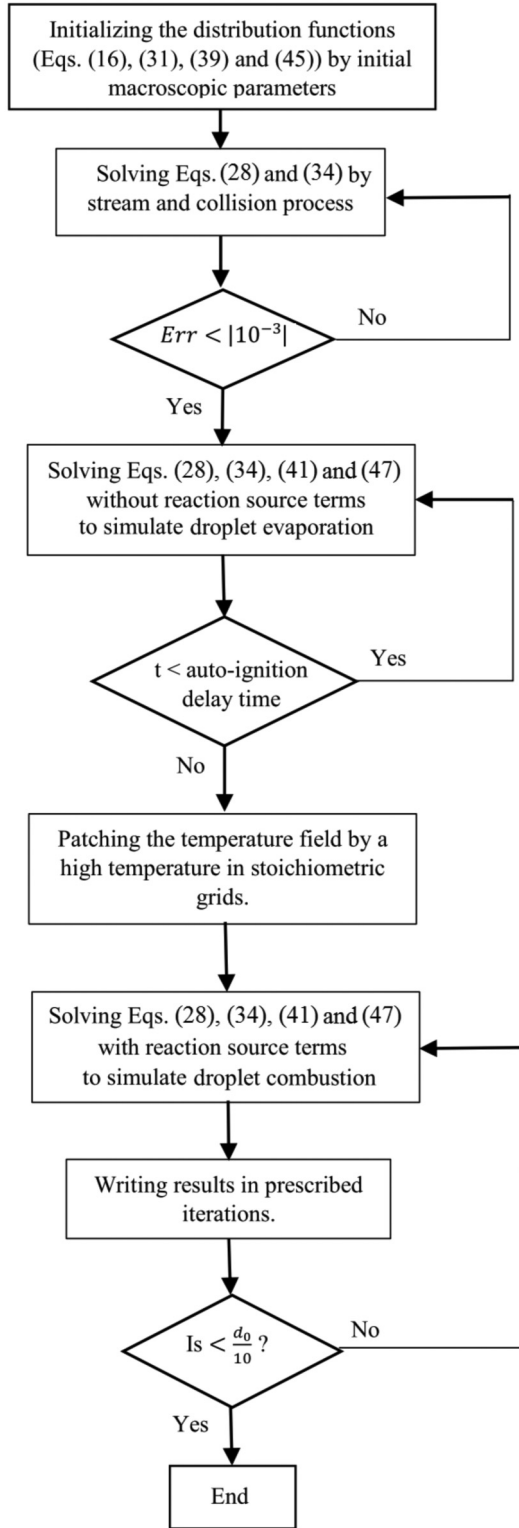 Initializing the distribution functions
(Eqs. (16), (31), (39) and (45)) by initial
macroscopic parameters
Solving Eqs. (28) and (34) by
stream and collision process
Err < |10⁻³|
No
Yes
Solving Eqs. (28), (34), (41) and (47)
without reaction source terms
to simulate droplet evaporation
t < auto-ignition
delay time
Yes
No
Patching the temperature field by a
high temperature in stoichiometric
grids.
Solving Eqs. (28), (34), (41) and (47)
with reaction source terms
to simulate droplet combustion
Writing results in prescribed
iterations.
Is < d₀/10 ?
No
Yes
End